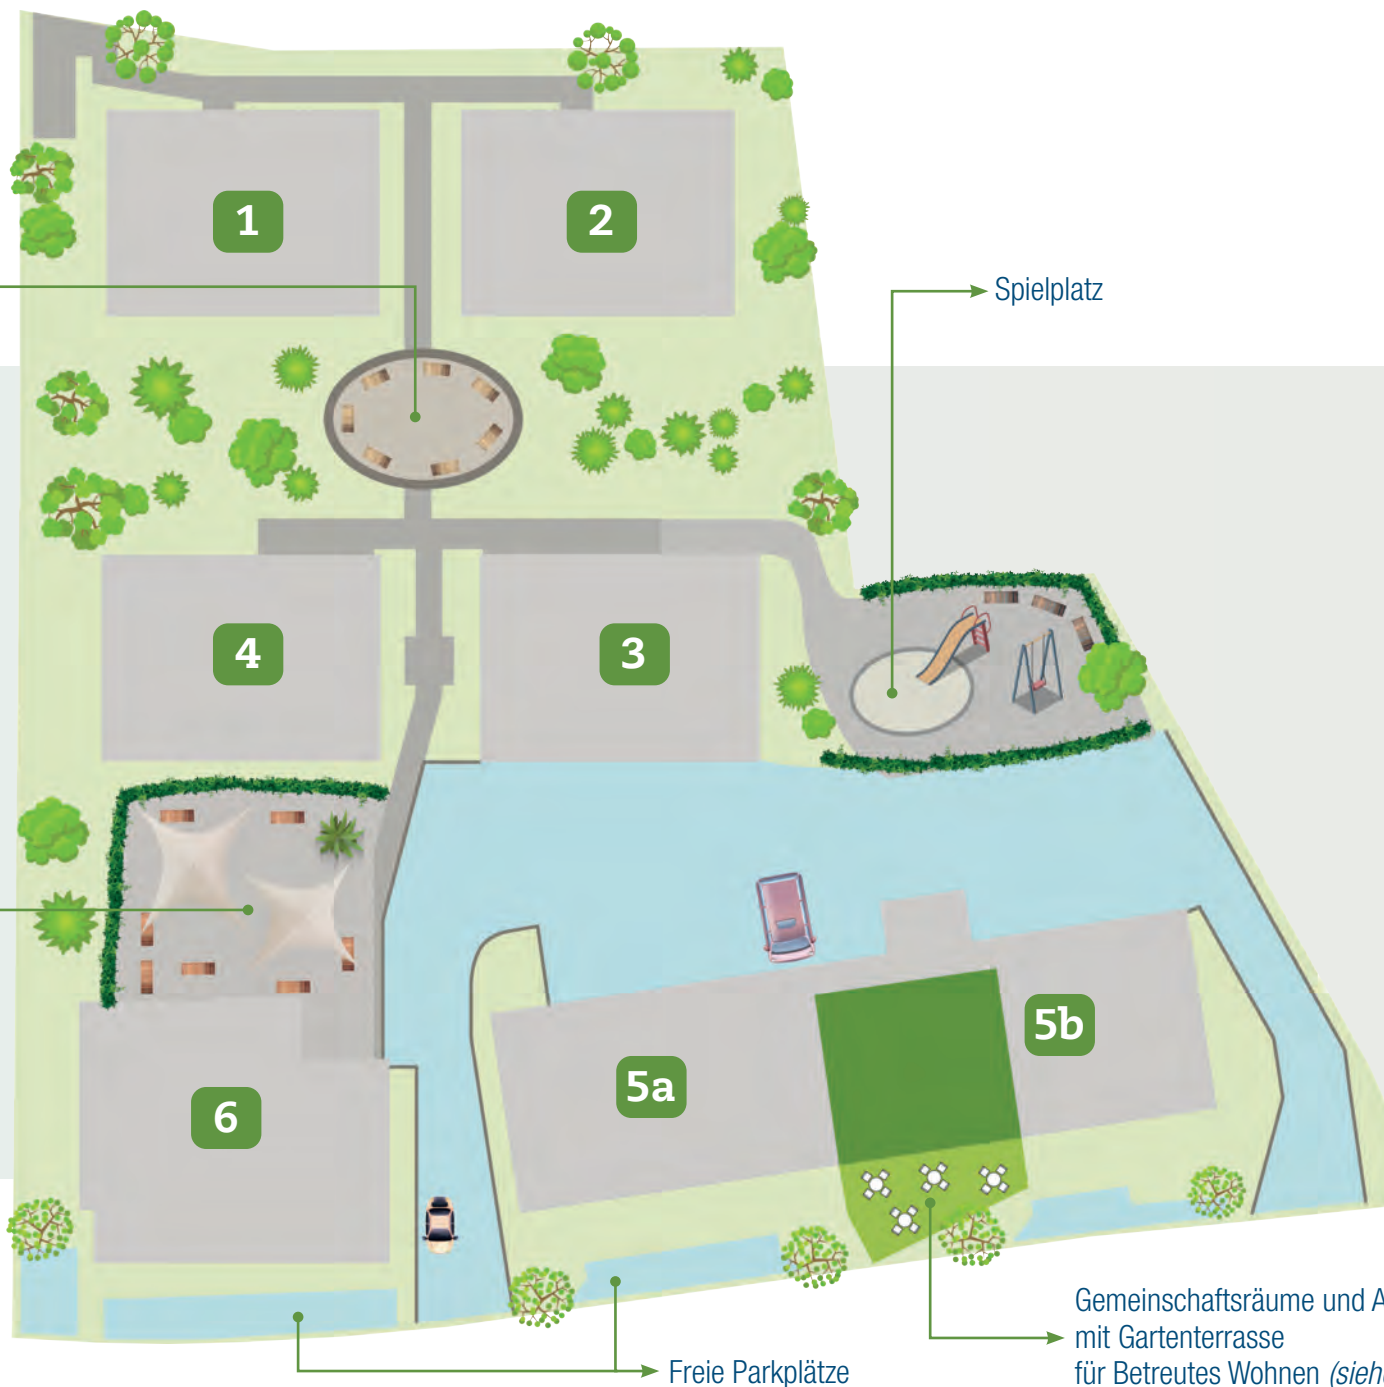 1
2
Spielplatz
4
3
5b
5a
6
Gemeinschaftsräume und
mit Gartenterrasse
für Betreutes Wohnen
Freie Parkplätze